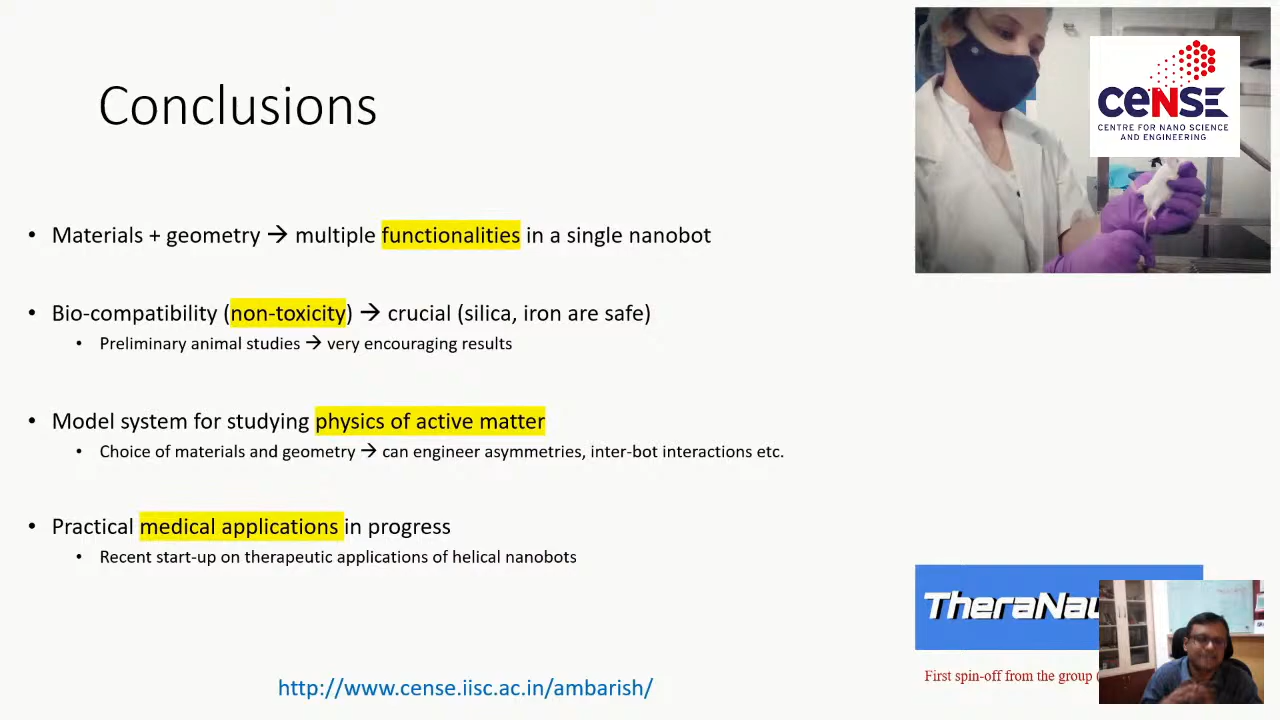 Conclusions
• Materials + geometry → multiple functionalities in a single nanobot
• Bio-compatibility (non-toxicity) → crucial (silica, iron are safe)
• Preliminary animal studies → very encouraging results
• Model system for studying physics of active matter
• Choice of materials and geometry → can engineer asymmetries, inter-bot interactions etc.
• Practical medical applications in progress
• Recent start-up on therapeutic applications of helical nanobots
http://www.cense.iisc.ac.in/ambarish/
ceNSE
CENTRE FOR NANO SCIENCE
AND ENGINEERING
First spin-off from the group (